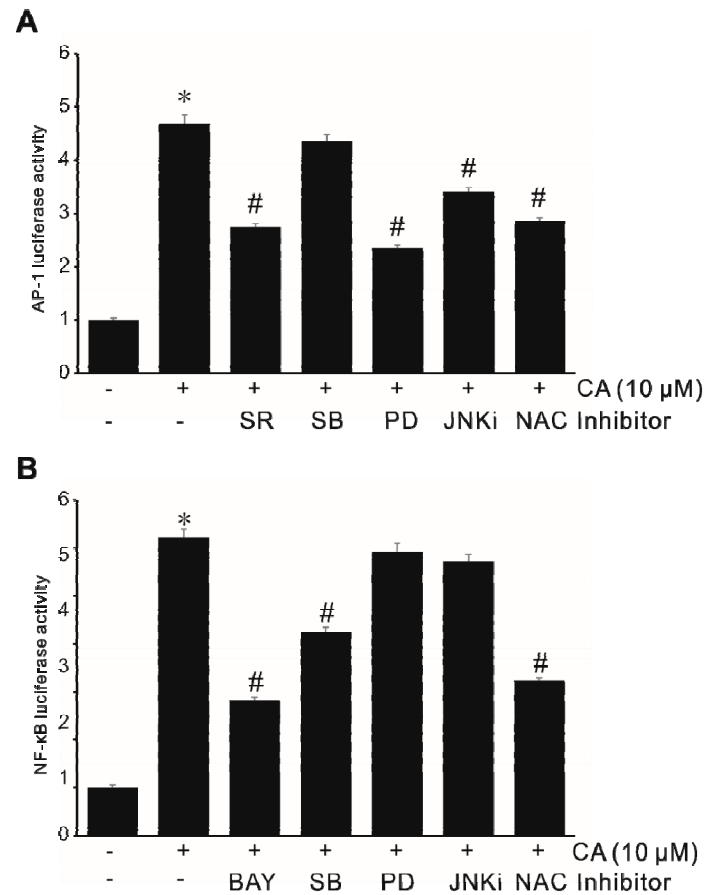 A
6
5
4
3
2
1
0
AP-1 luciferase activity
*
#
#
#
#
- + + + + + + CA (10 µM)
- - SR SB PD JNKi NAC Inhibitor
B
6
5
4
3
2
1
0
NF-κB luciferase activity
*
#
#
#
- + + + + + + CA (10 µM)
- - BAY SB PD JNKi NAC Inhibitor